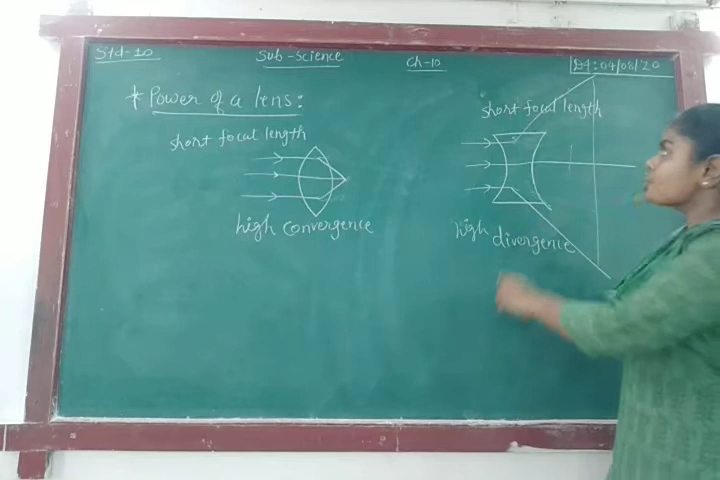 Std-10
Sub-Science
Ch-10
Dt: 04/08/20
* Power of a lens:
short focal length
high convergence
short focal length
high divergence